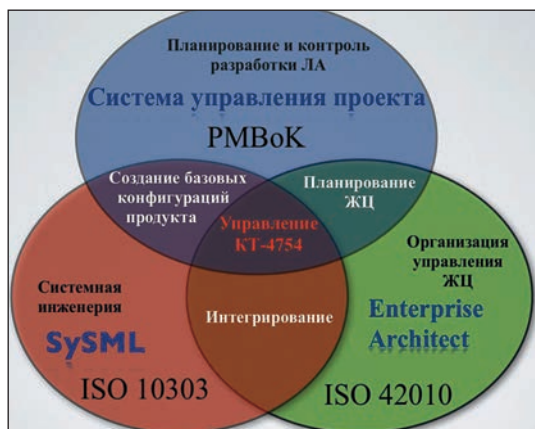 Планирование и контроль
разработки ЛА
Система управления проекта
PMBoK
Создание базовых
конфигураций
продукта
Планирование
ЖЦ
Управление
КТ-4754
Организация
управления
ЖЦ
Системная
инженерия
Интегрирование
Enterprise
Architect
SySML
ISO 10303
ISO 42010